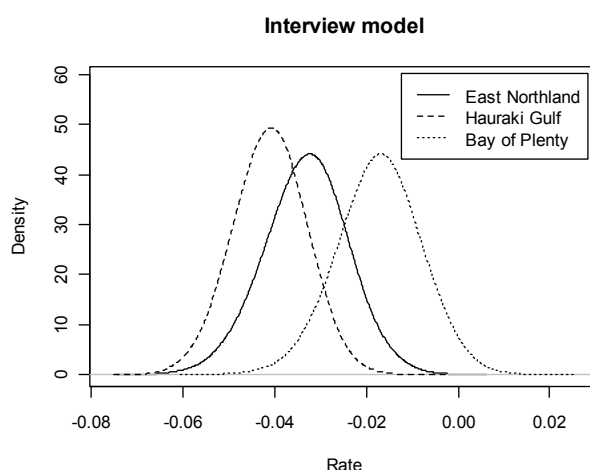 Interview model
East Northland
Hauraki Gulf
Bay of Plenty
Density
60
50
40
30
20
10
0
-0.08 -0.06 -0.04 -0.02 0.00 0.02
Rate